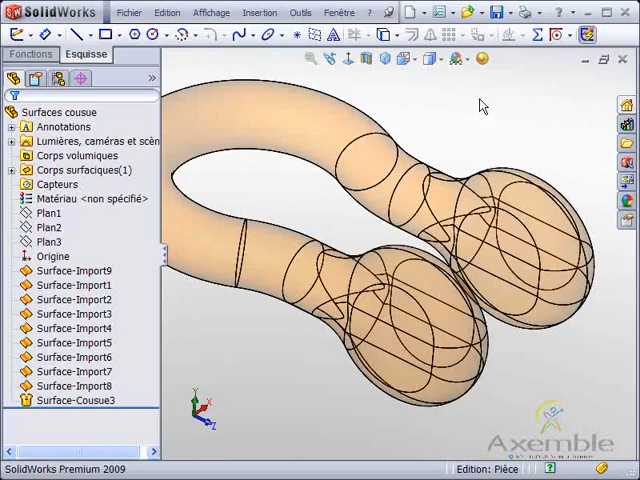 SolidWorks
Fichier Edition Affichage Insertion Outils Fenêtre ?
Fonctions Esquisse
Surfaces cousue
Annotations
Lumières, caméras et scèn
Corps volumiques
Corps surfaciques(1)
Capteurs
Matériau <non spécifié>
Plan1
Plan2
Plan3
Origine
Surface-Import9
Surface-Import1
Surface-Import2
Surface-Import3
Surface-Import4
Surface-Import5
Surface-Import6
Surface-Import7
Surface-Import8
Surface-Cousue3
Y
X
Z
Axemble
SolidWorks Premium 2009
Edition: Pièce